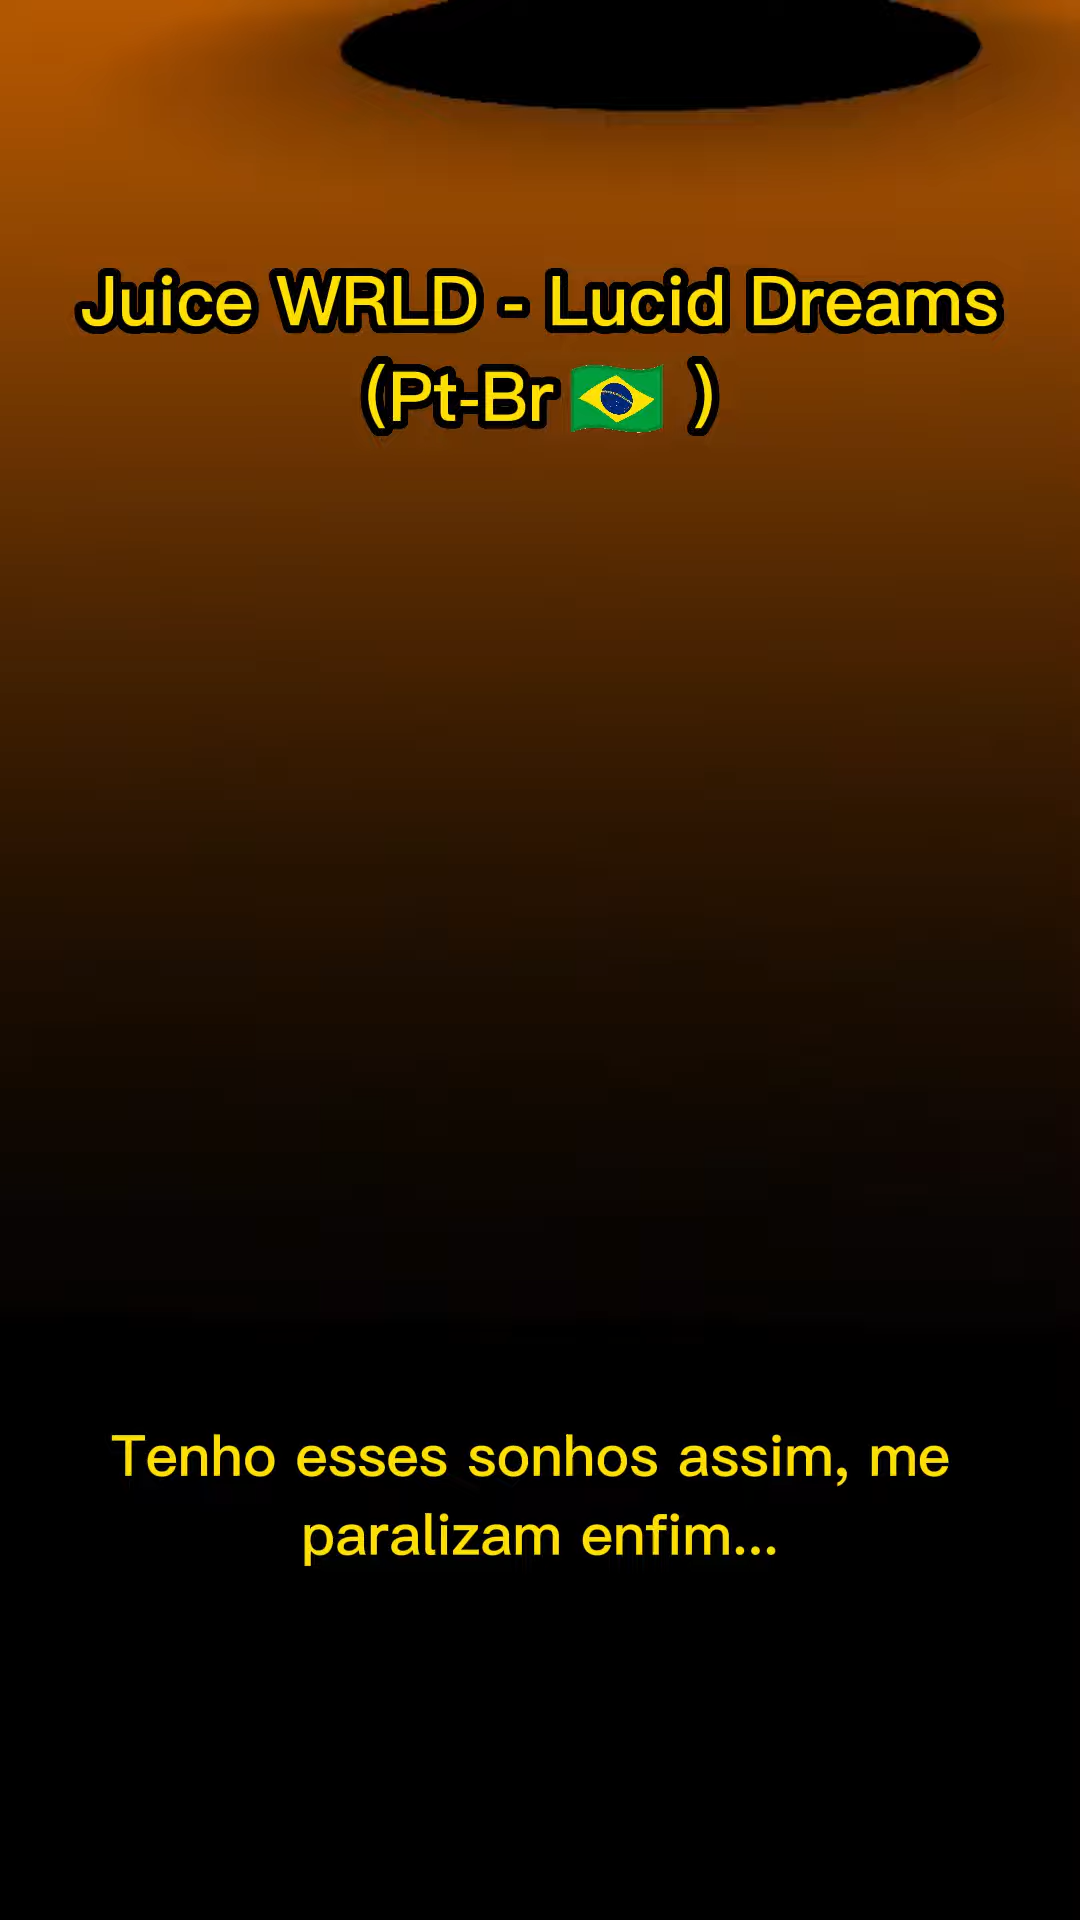 Juice WRLD - Lucid Dreams
(Pt-Br 🇧🇷 )
Tenho esses sonhos assim, me
paralizam enfim...